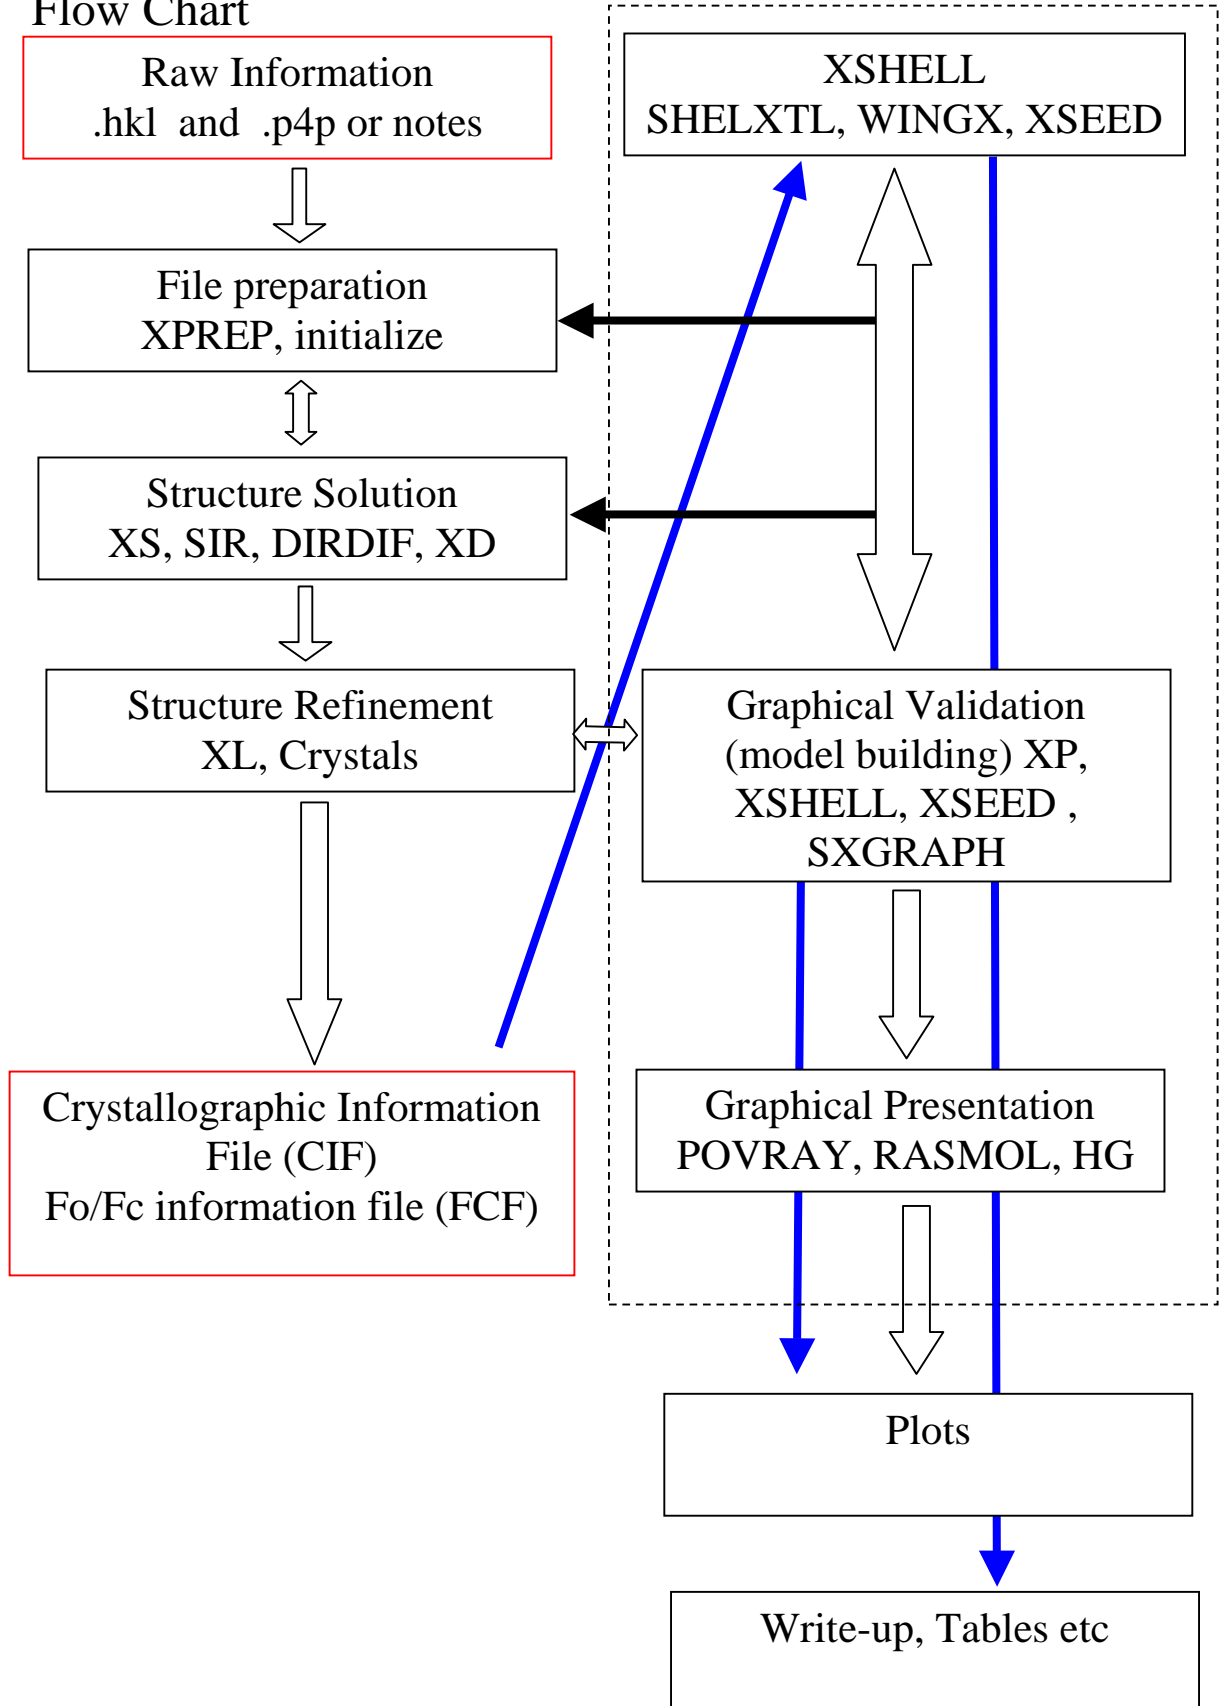 Flow Chart
Raw Information
.hkl and .p4p or notes
File preparation
XPREP, initialize
Structure Solution
XS, SIR, DIRDIF, XD
Structure Refinement
XL, Crystals
Crystallographic Information
File (CIF)
Fo/Fc information file (FCF)
XSHELL
SHELXTL, WINGX, XSEED
Graphical Validation
(model building) XP,
XSHELL, XSEED ,
SXGRAPH
Graphical Presentation
POVRAY, RASMOL, HG
Plots
Write-up, Tables etc